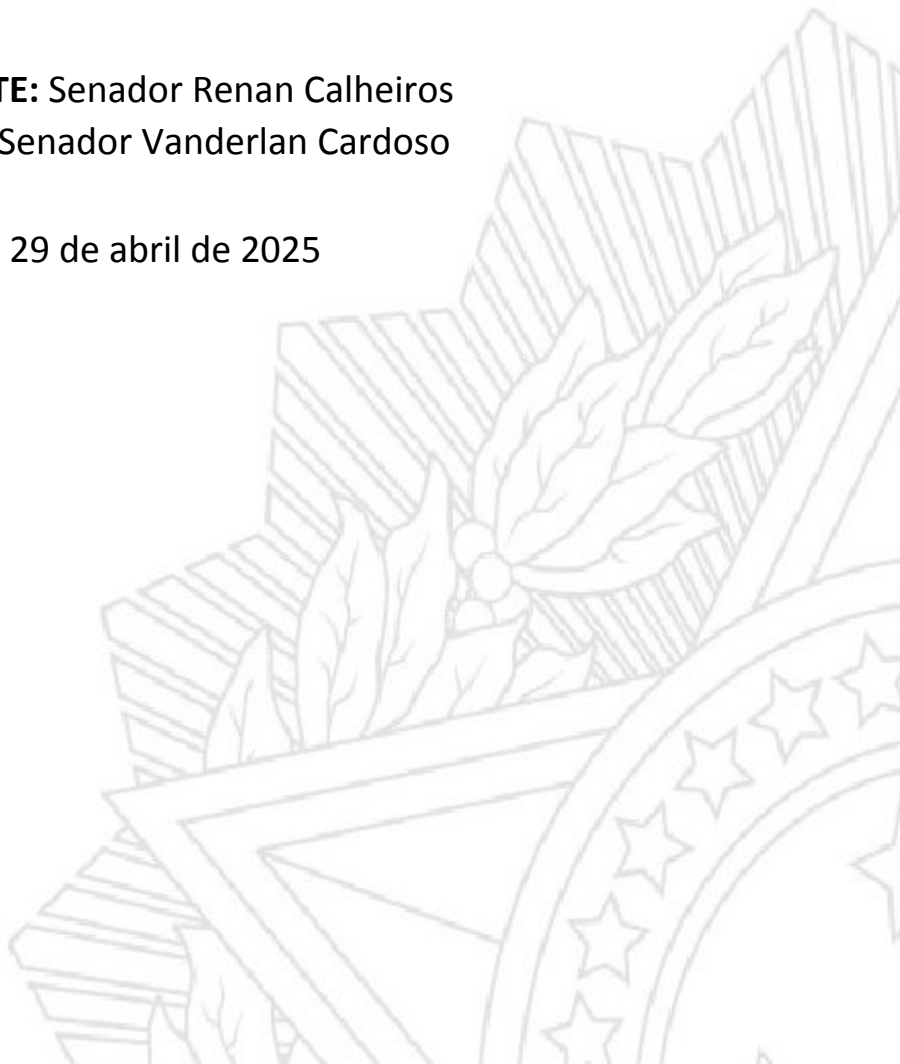 TE: Senador Renan Calheiros
Senador Vanderlan Cardoso
29 de abril de 2025